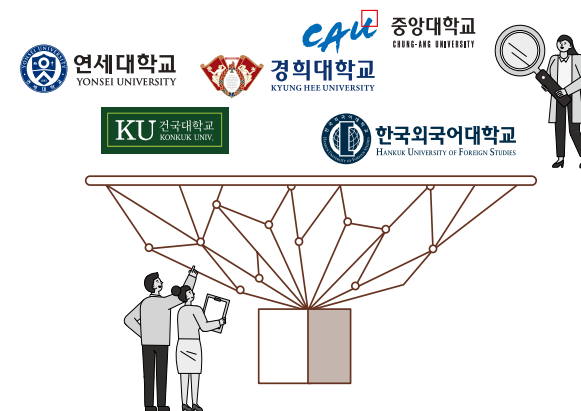 CAU 중앙대학교
CHUNG-ANG UNIVERSITY
연세대학교
YONSEI UNIVERSITY
경희대학교
KYUNG HEE UNIVERSITY
KU 건국대학교
KONKUK UNIV.
한국외국어대학교
HANKUK UNIVERSITY OF FOREIGN STUDIES